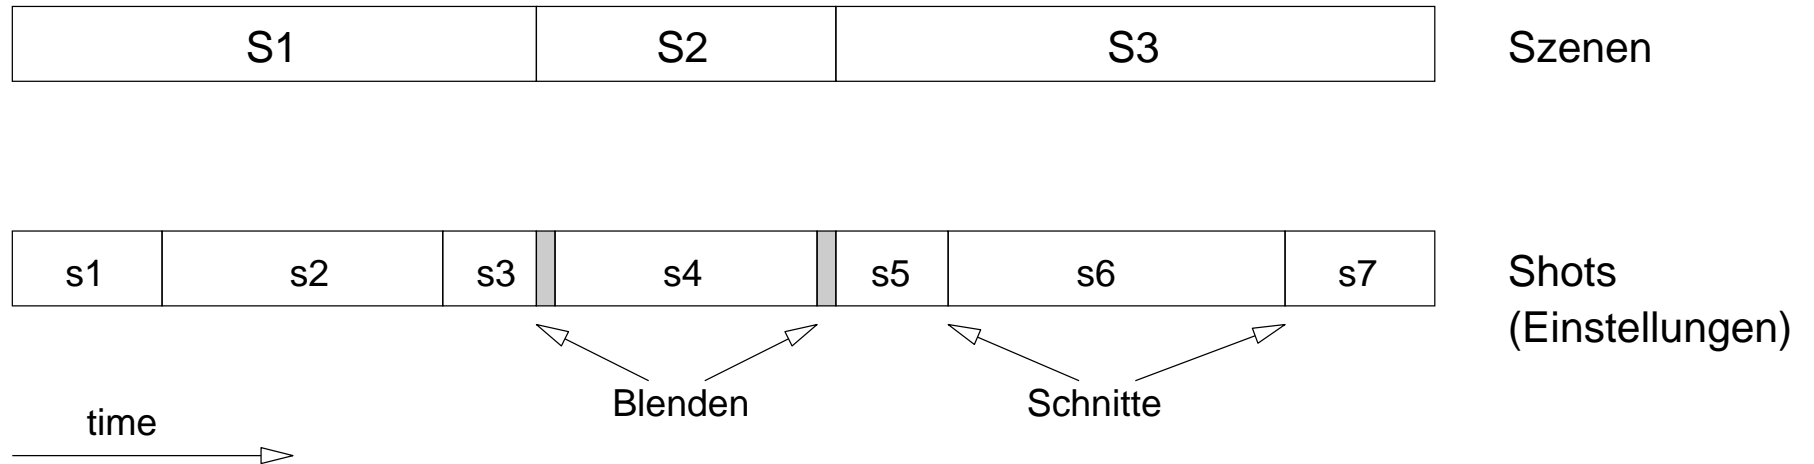 S1 S2 S3 Szenen
s1 s2 s3 s4 s5 s6 s7 Shots
(Einstellungen)
Blenden Schnitte
time